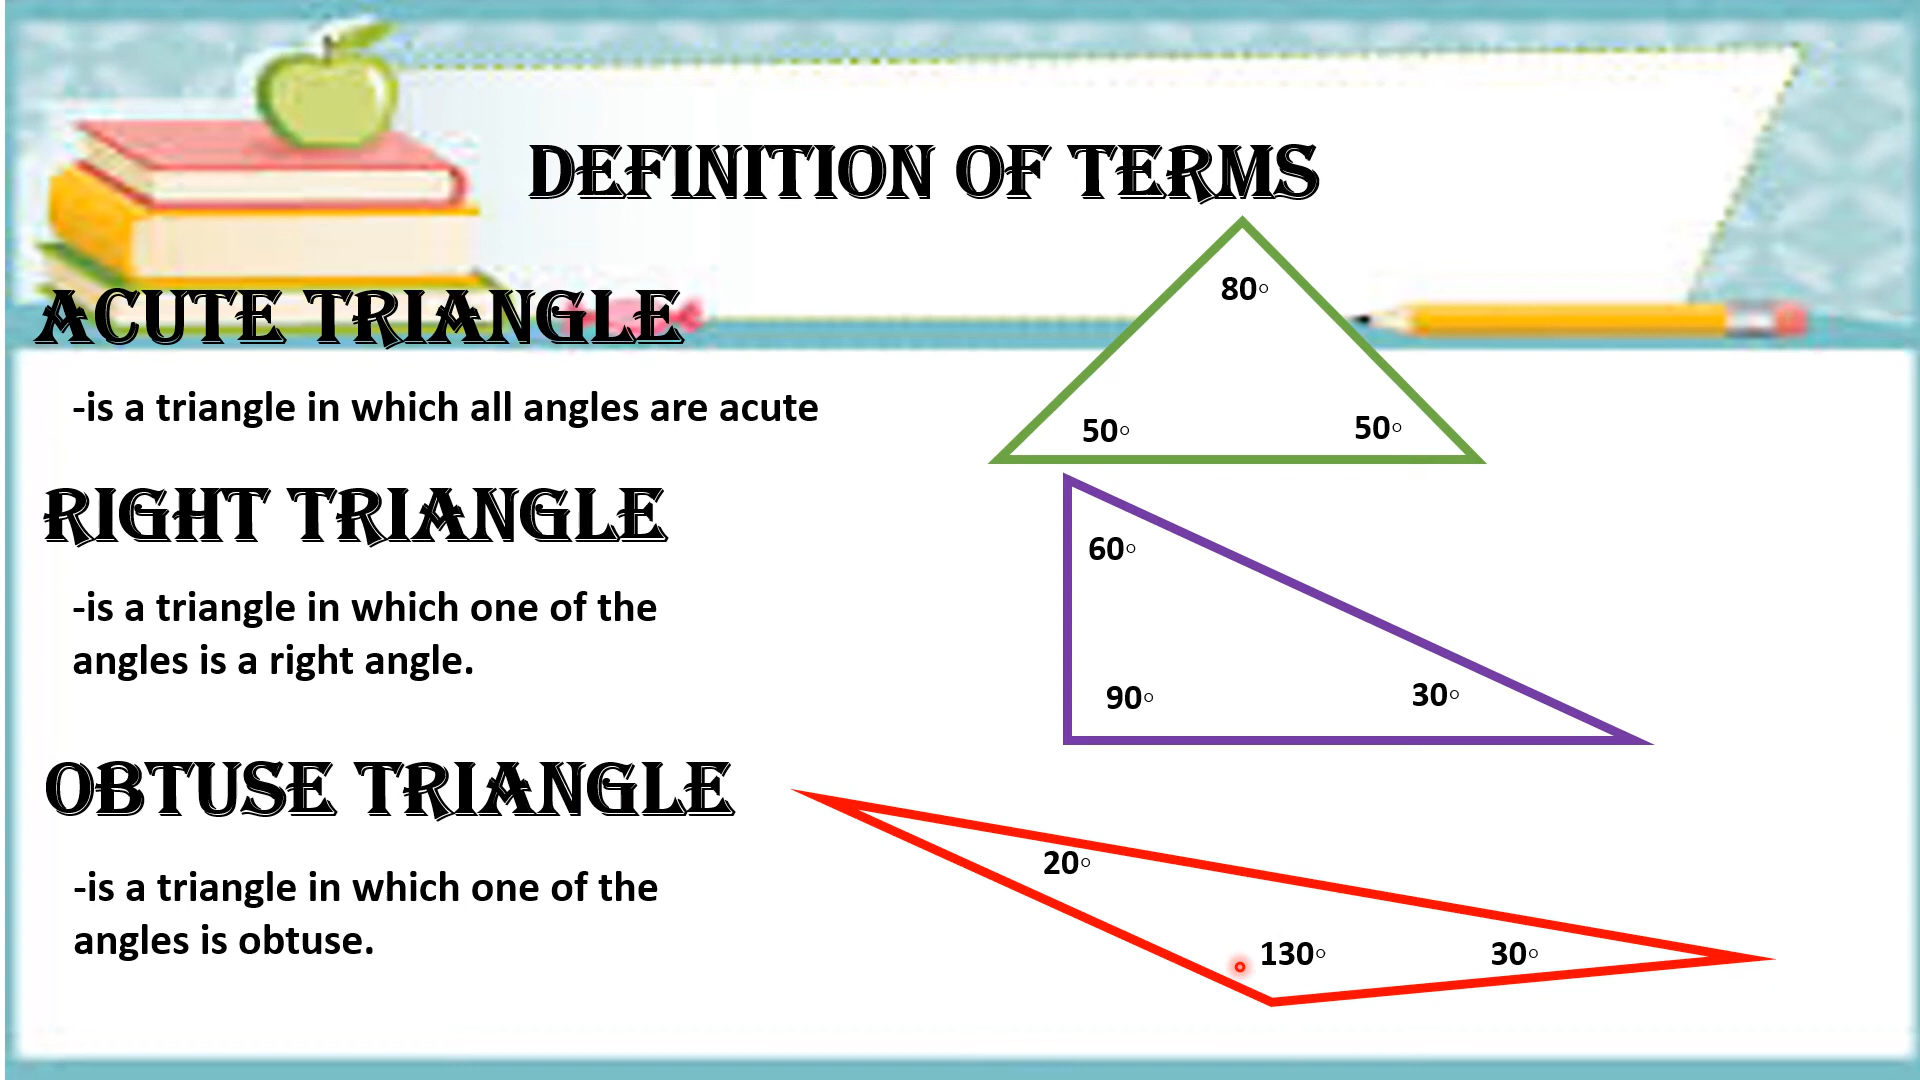 DEFINITION OF TERMS
80°
ACUTE TRIANGLE
-is a triangle in which all angles are acute
50° 50°
RIGHT TRIANGLE
60°
-is a triangle in which one of the
angles is a right angle.
90° 30°
OBTUSE TRIANGLE
20°
-is a triangle in which one of the
angles is obtuse.
130° 30°